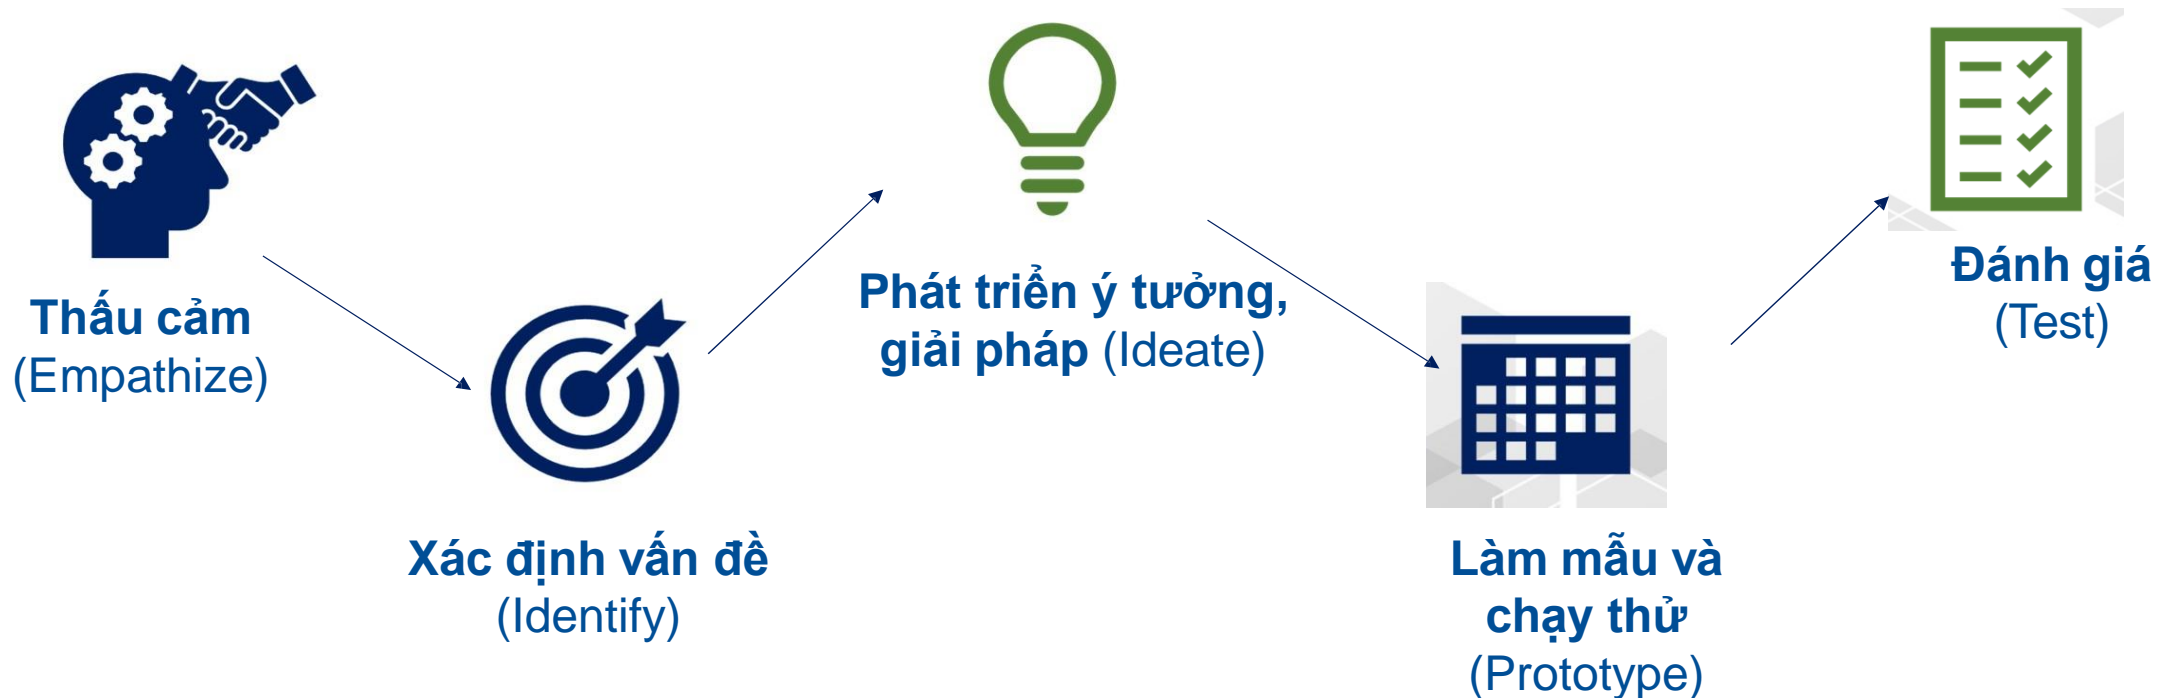 Thấu cảm
(Empathize)
Xác định vấn đề
(Identify)
Phát triển ý tưởng,
giải pháp (Ideate)
Làm mẫu và
chạy thử
(Prototype)
Đánh giá
(Test)